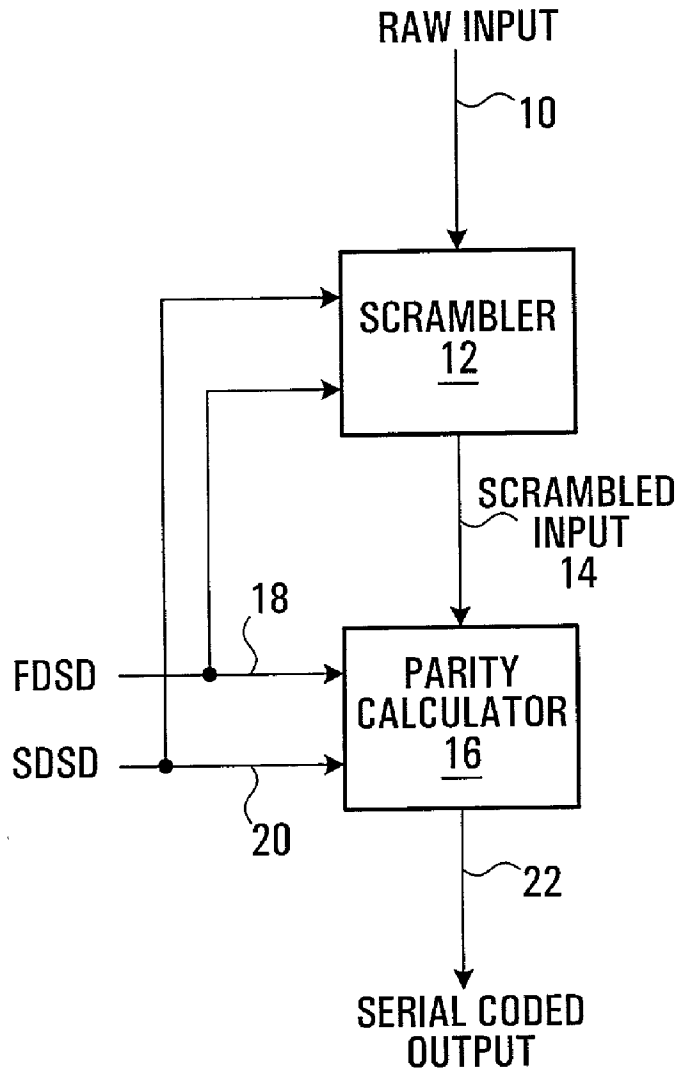 RAW INPUT
10
SCRAMBLER
12
SCRAMBLED
INPUT
14
18
FDSD
PARITY
CALCULATOR
16
SDSD
20
22
SERIAL CODED
OUTPUT